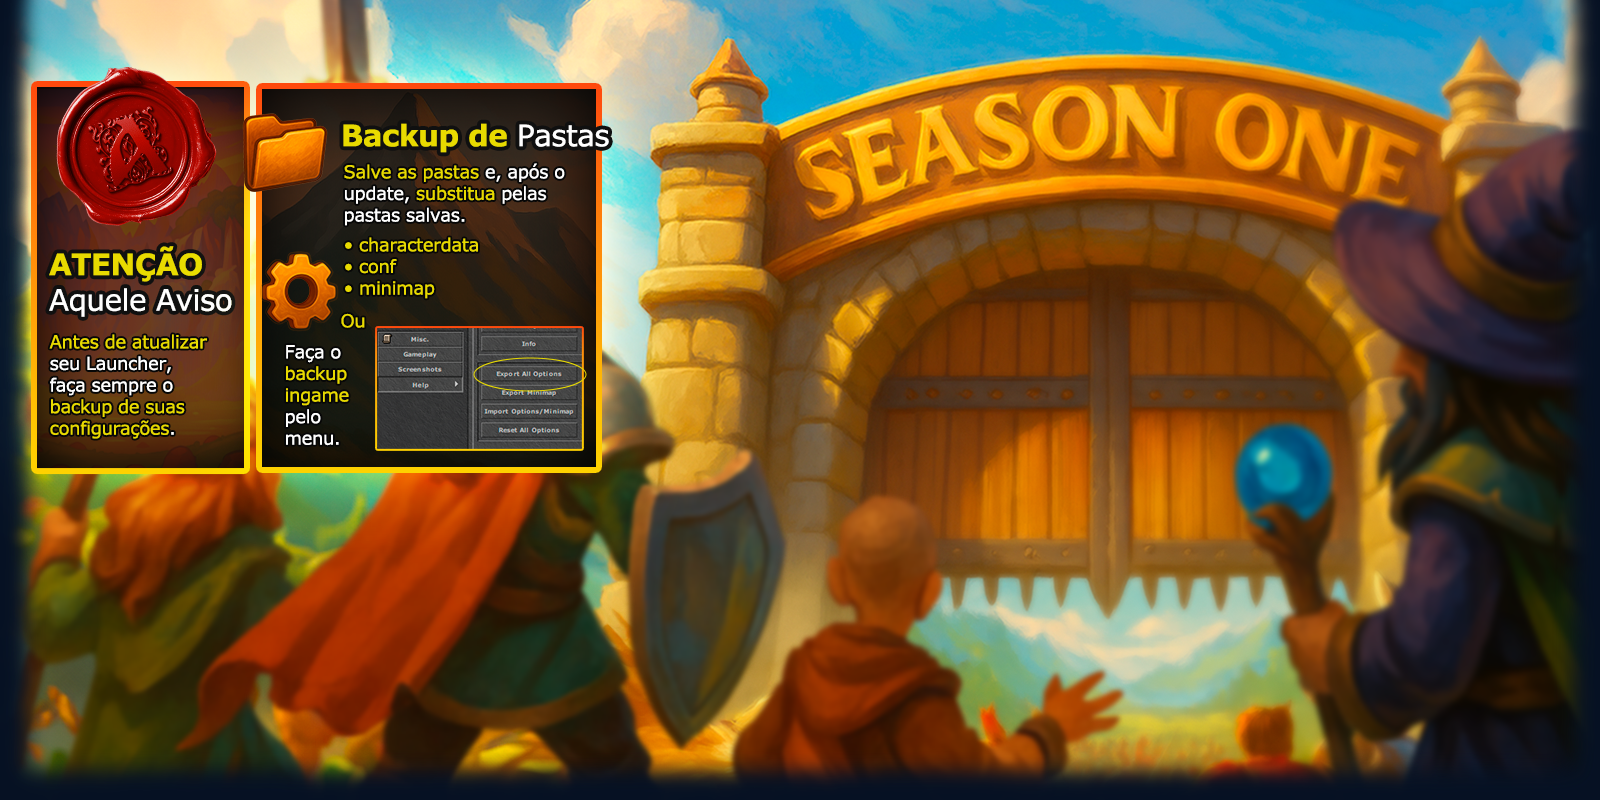 SEASON ONE
ATENÇÃO
Aquele Aviso
Antes de atualizar
seu Launcher,
faça sempre o
backup de suas
configurações.
Backup de Pastas
Salve as pastas e, após o
update, substitua pelas
pastas salvas.
• characterdata
• conf
• minimap
Ou
Faça o
backup
ingame
pelo
menu.
Misc.
Gameplay
Screenshots
Help
Info
Export All Options
Export Minimap
Import Options/Minimap
Reset All Options